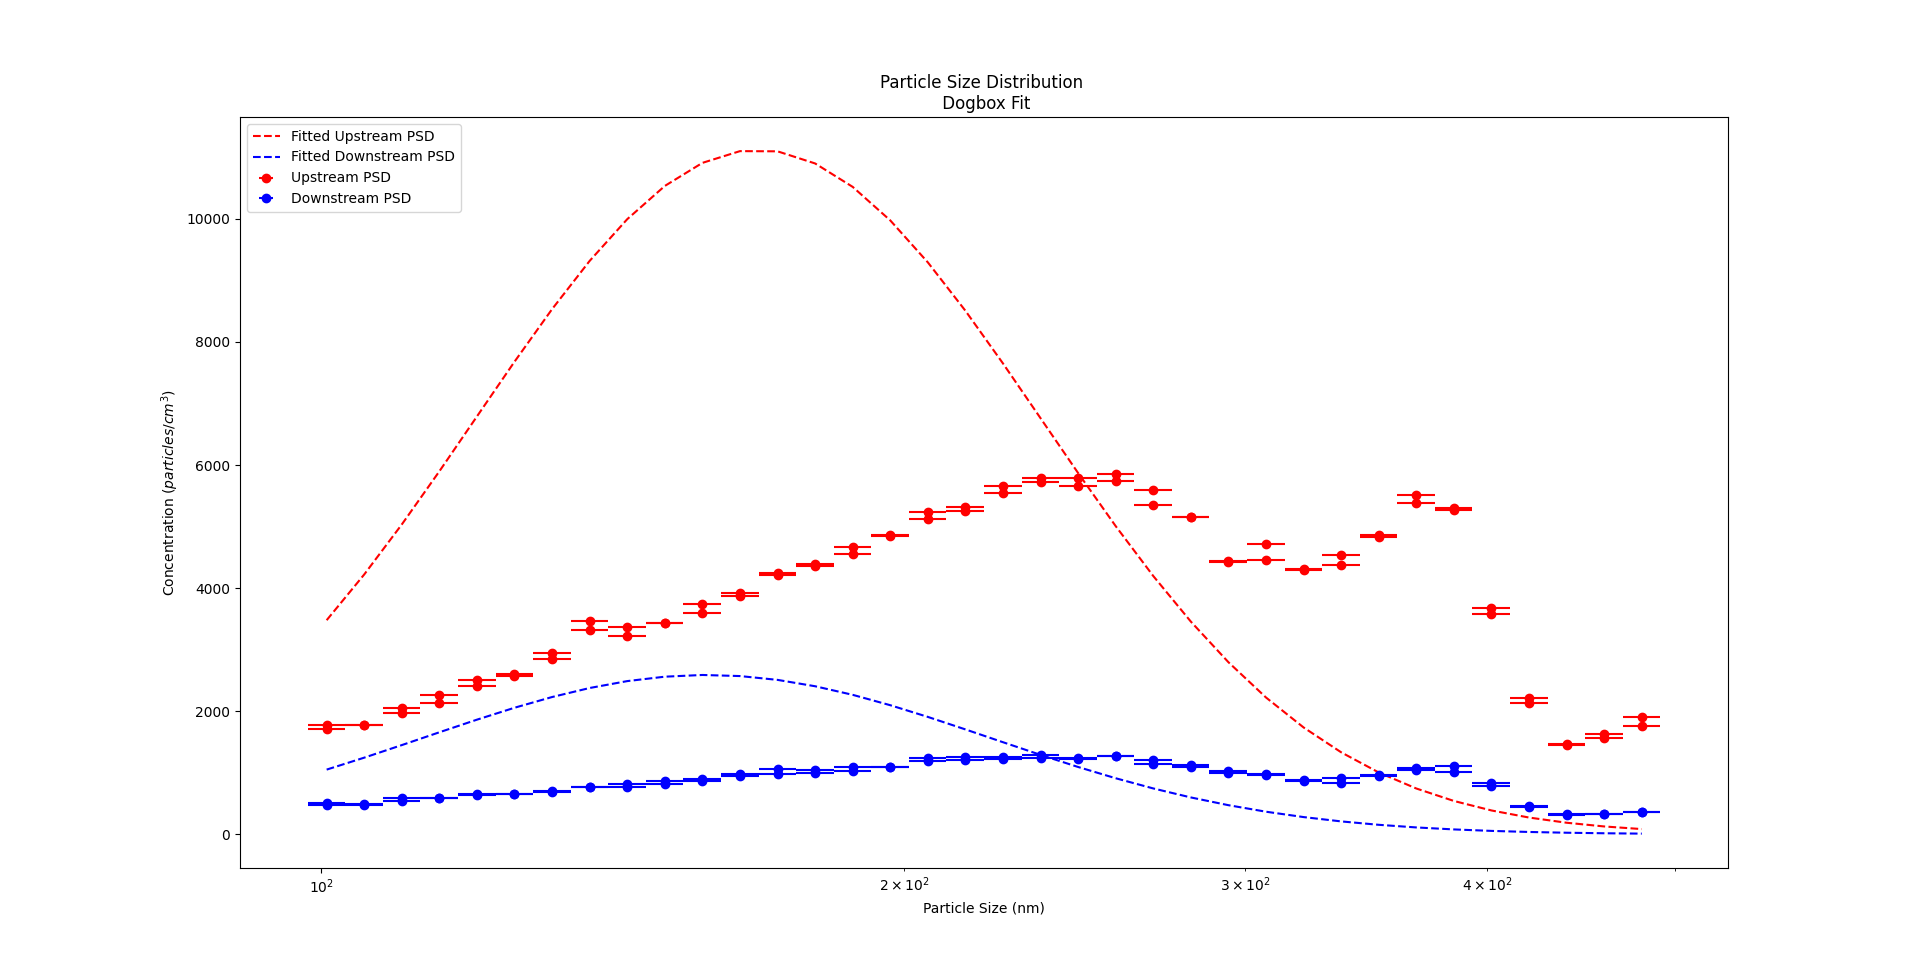 Particle Size Distribution
Dogbox Fit
Fitted Upstream PSD
Fitted Downstream PSD
Upstream PSD
Downstream PSD
Concentration (particles/cm³)
10000
8000
6000
4000
2000
0
10² 2 × 10² 3 × 10² 4 × 10²
Particle Size (nm)